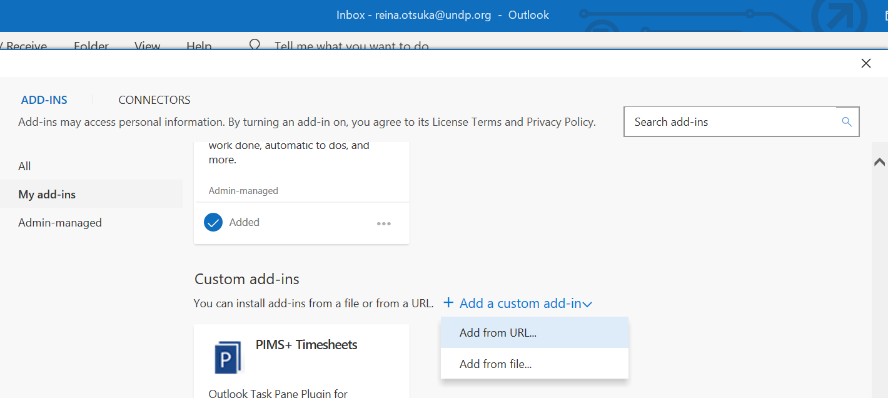 Inbox - reina.otsuka@undp.org - Outlook
/ Receive Folder View Help Tell me what you want to do
ADD-INS CONNECTORS
Add-ins may access personal information. By turning an add-in on, you agree to its License Terms and Privacy Policy.
Search add-ins
All
My add-ins
Admin-managed
work done, automatic to dos, and
more.
Admin-managed
Added
Custom add-ins
You can install add-ins from a file or from a URL.
+ Add a custom add-in
Add from URL...
Add from file...
P
PIMS+ Timesheets
Outlook Task Pane Plugin for